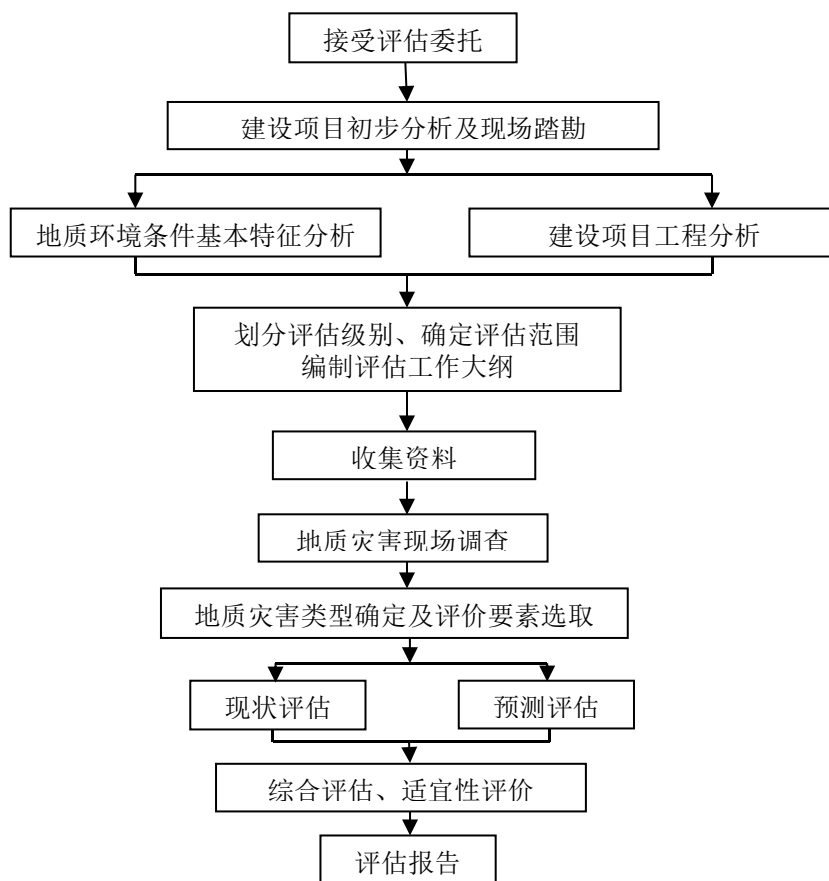 接受评估委托
建设项目初步分析及现场踏勘
地质环境条件基本特征分析
建设项目工程分析
划分评估级别、确定评估范围
编制评估工作大纲
收集资料
地质灾害现场调查
地质灾害类型确定及评价要素选取
现状评估
预测评估
综合评估、适宜性评价
评估报告